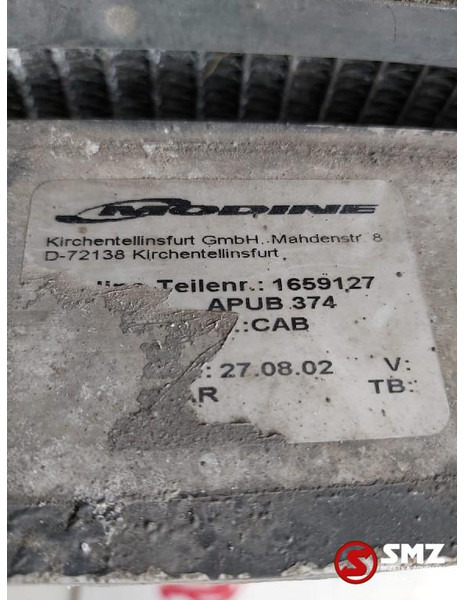 MODINE
Kirchentellinsfurt GmbH. Mahdenstr. 8
D-72138 Kirchentellinsfurt
Teilenr.: 1659127
APUB.374
.:CAB
: 27.08.02 V:
AR TB:
SMZ